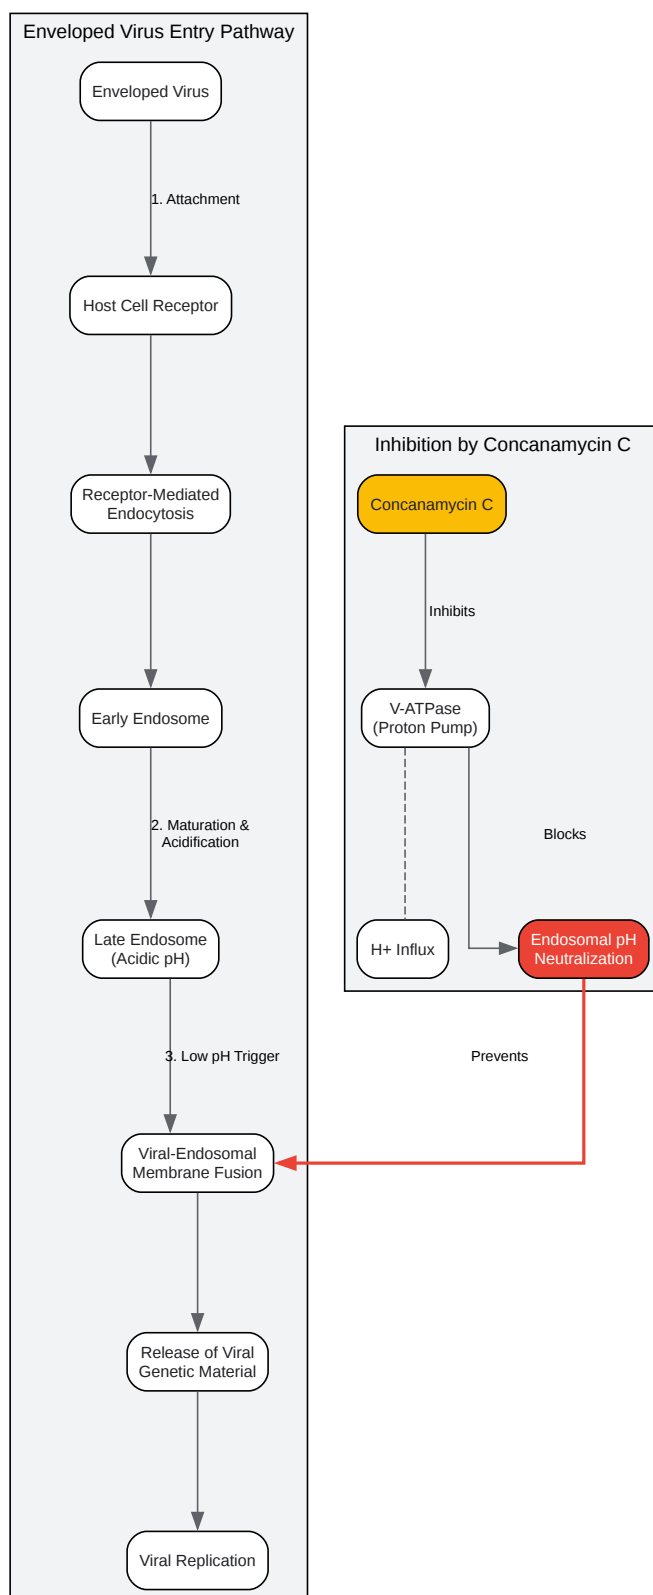 Enveloped Virus Entry Pathway
Enveloped Virus
1. Attachment
Host Cell Receptor
Receptor-Mediated
Endocytosis
Early Endosome
2. Maturation &
Acidification
Late Endosome
(Acidic pH)
3. Low pH Trigger
Viral-Endosomal
Membrane Fusion
Release of Viral
Genetic Material
Viral Replication
Inhibition by Concanamycin C
Concanamycin C
Inhibits
V-ATPase
(Proton Pump)
Blocks
H+ Influx
Endosomal pH
Neutralization
Prevents